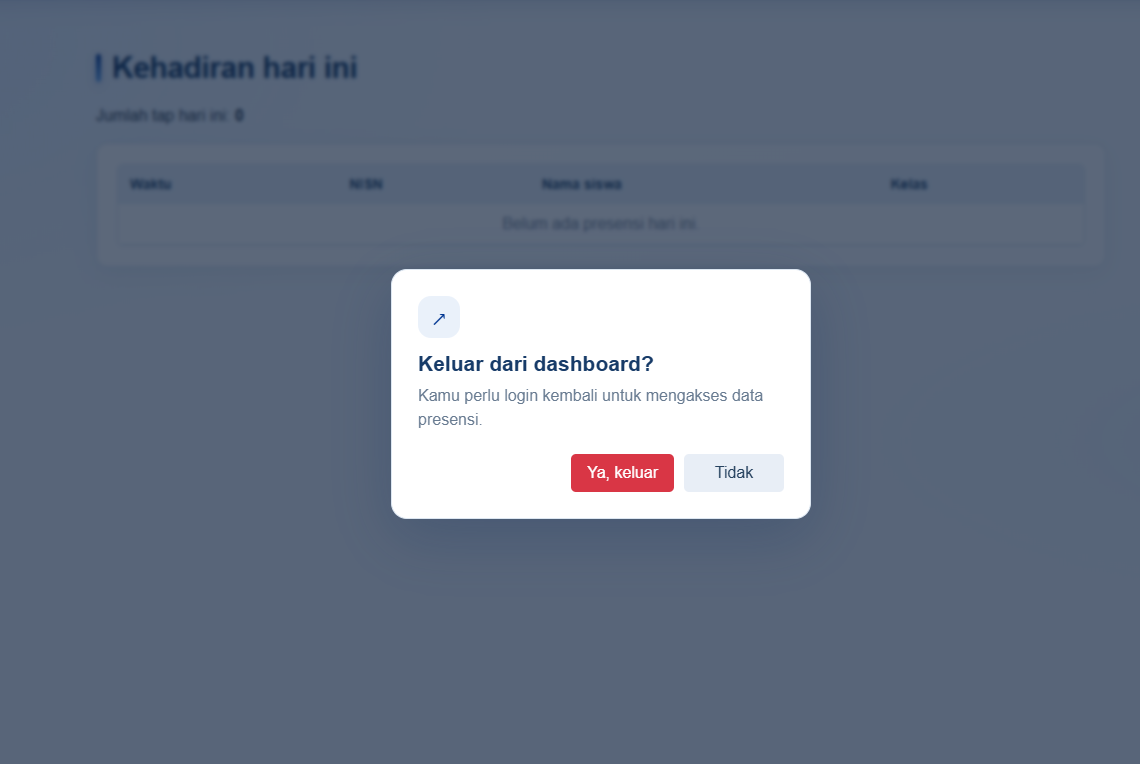 Kehadiran hari ini
Jumlah tap hari ini: 0
Waktu NISN Nama siswa Kelas
Belum ada presensi hari ini.
Keluar dari dashboard?
Kamu perlu login kembali untuk mengakses data
presensi.
Ya, keluar Tidak